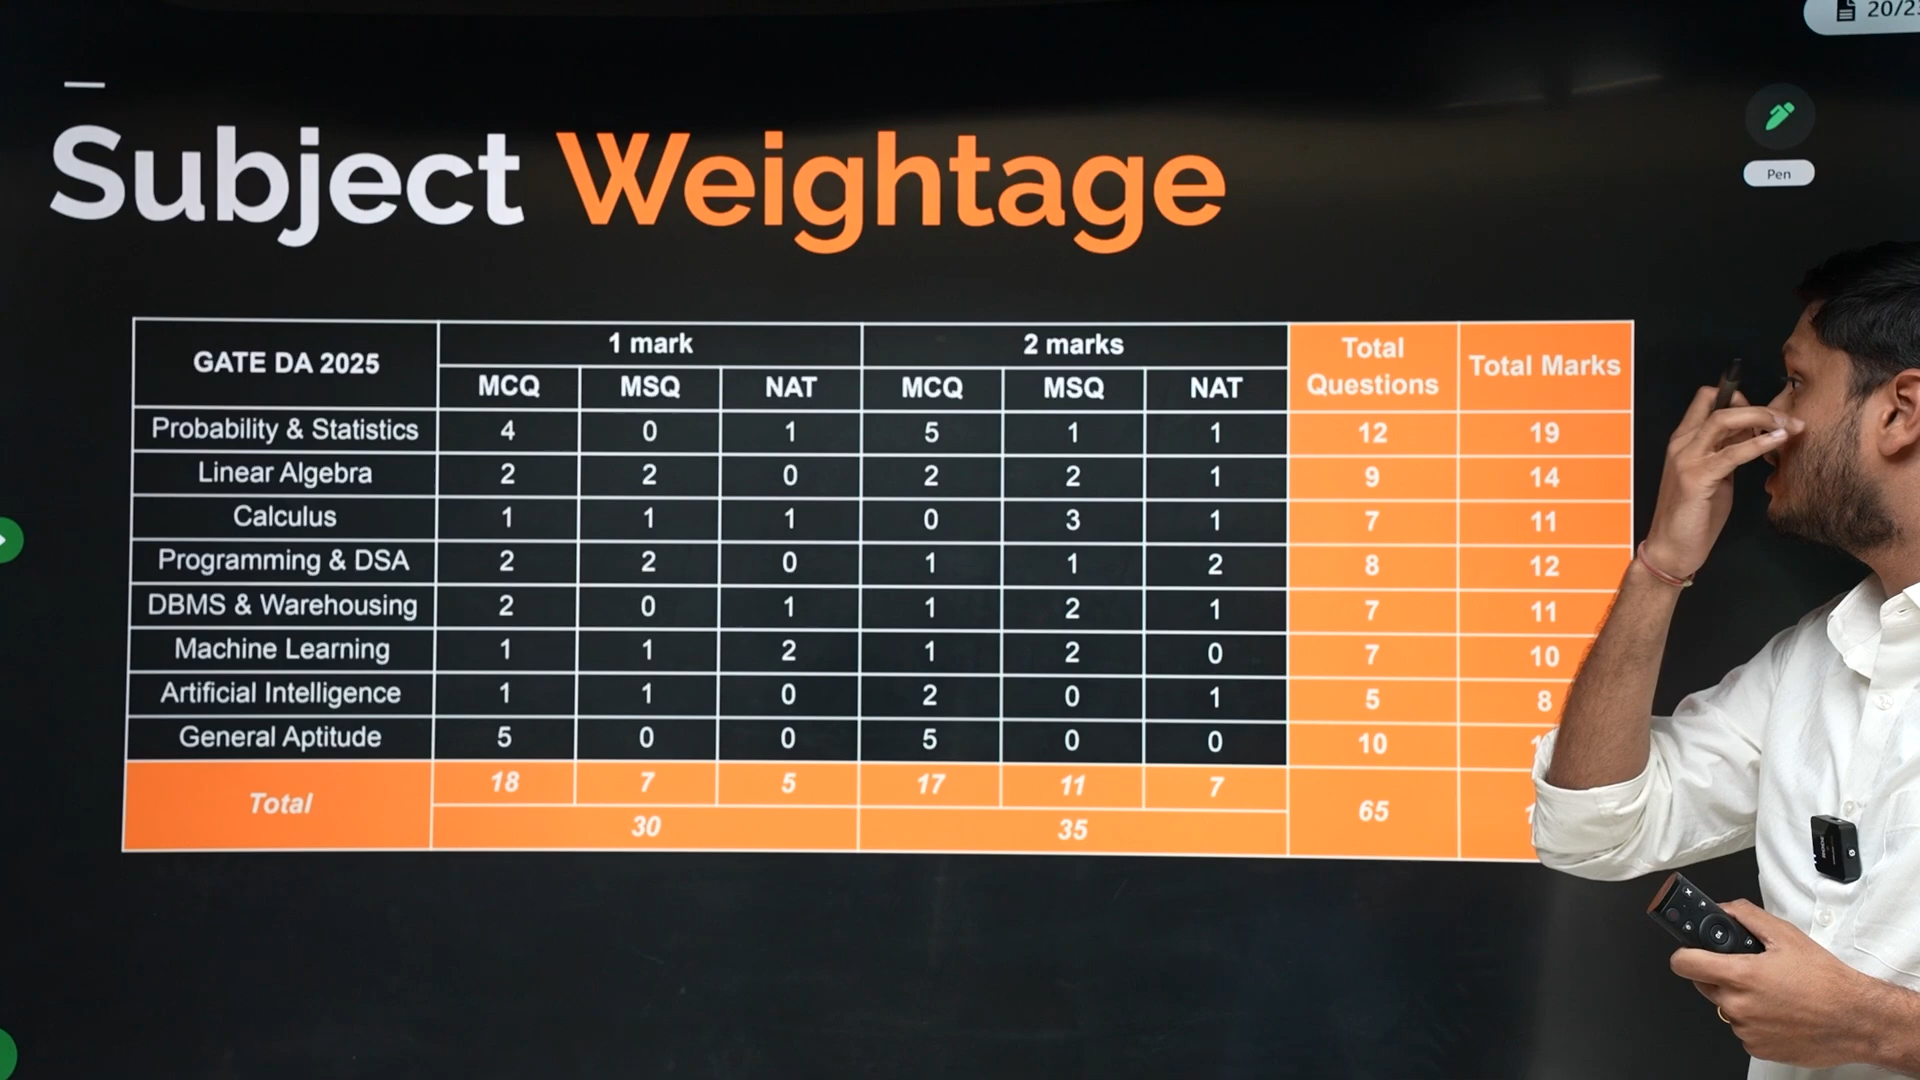 20/2
Pen
Subject Weightage
GATE DA 2025 1 mark 2 marks Total Questions Total Marks
MCQ MSQ NAT MCQ MSQ NAT
Probability & Statistics 4 0 1 5 1 1 12 19
Linear Algebra 2 2 0 2 2 1 9 14
Calculus 1 1 1 0 3 1 7 11
Programming & DSA 2 2 0 1 1 2 8 12
DBMS & Warehousing 2 0 1 1 2 1 7 11
Machine Learning 1 1 2 1 2 0 7 10
Artificial Intelligence 1 1 0 2 0 1 5 8
General Aptitude 5 0 0 5 0 0 10
Total 18 7 5 17 11 7 65
30 35